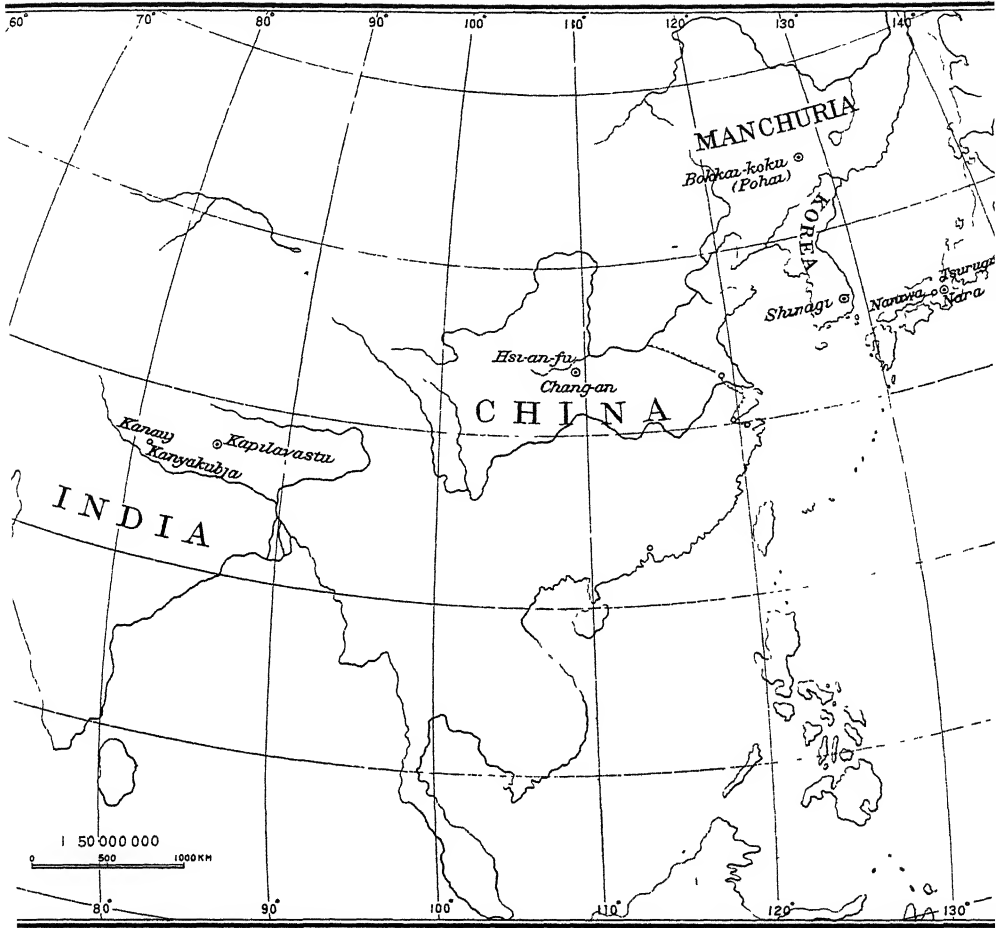 60° 70° 80° 90° 100° 110° 120° 130° 140°
MANCHURIA
Bokkai-koku
(Pohai)
KOREA
Tsuruga
Shiragi
Naniwa
Nara
Hsi-an-fu
Chang-an
CHINA
Kanauj
Kapilavastu
Kanyakubja
INDIA
1 50 000 000
0 500 1000 KM
80° 90° 100° 110° 120° 130°